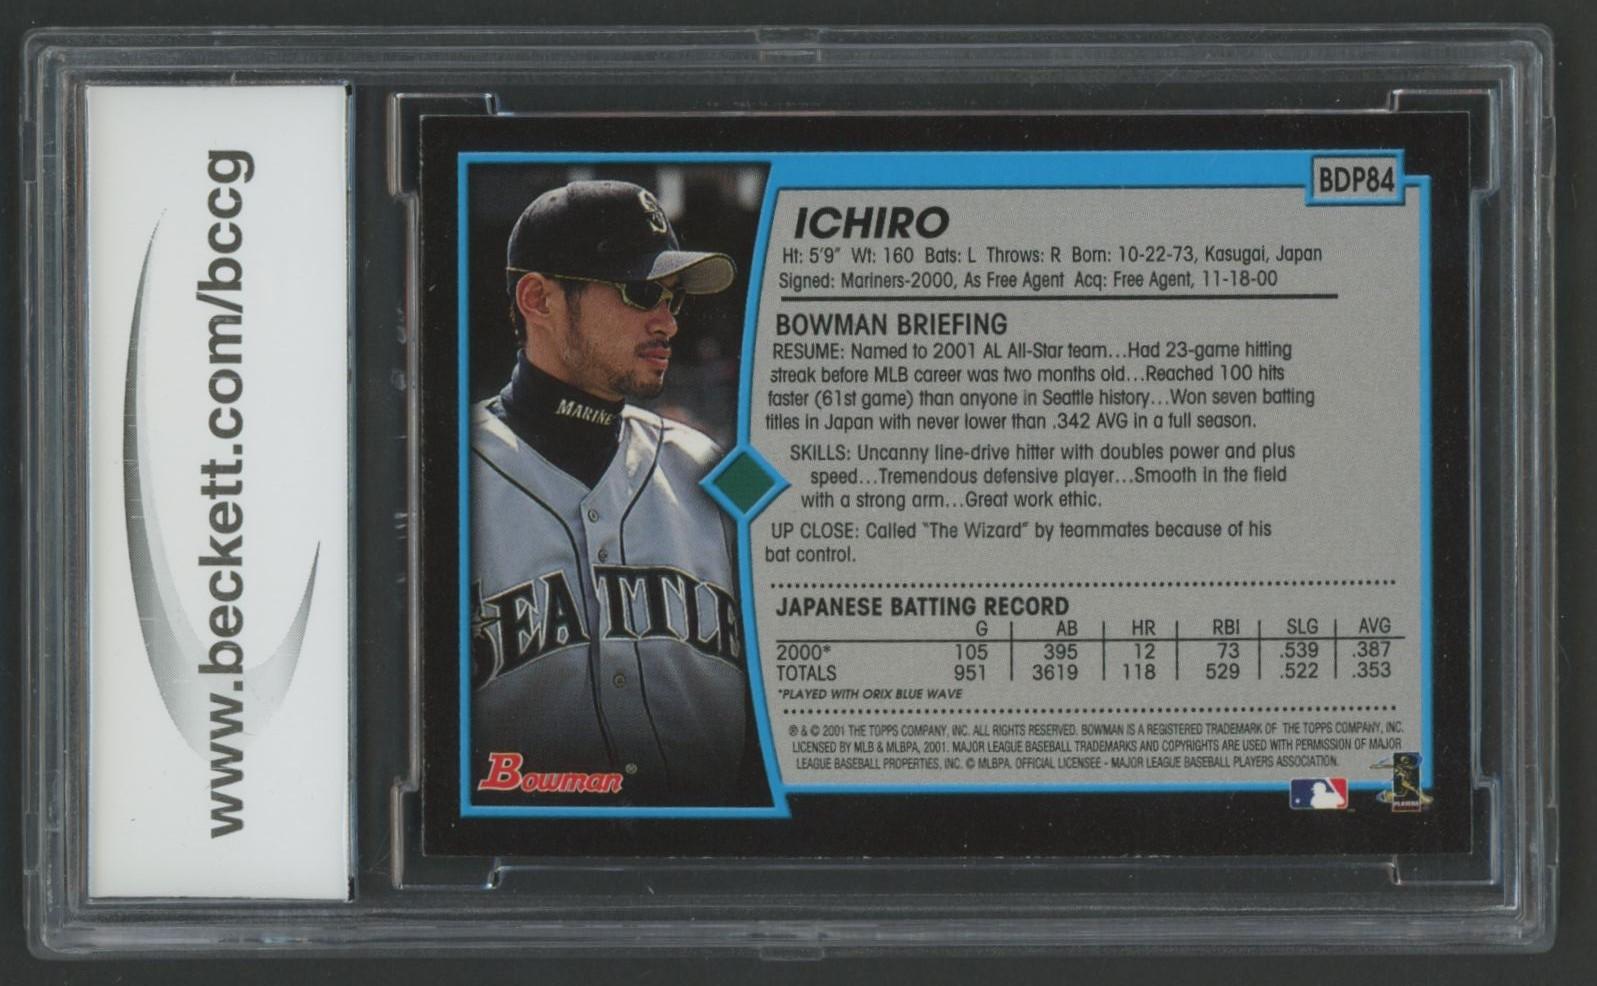 www.beckett.com/bccg
BDP84
ICHIRO
Ht: 5'9" Wt: 160 Bats: L Throws: R Born: 10-22-73, Kasugai, Japan
Signed: Mariners-2000, As Free Agent Acq: Free Agent, 11-18-00
BOWMAN BRIEFING
RESUME: Named to 2001 AL All-Star team...Had 23-game hitting
streak before MLB career was two months old...Reached 100 hits
faster (61st game) than anyone in Seattle history...Won seven batting
titles in Japan with never lower than .342 AVG in a full season.
SKILLS: Uncanny line-drive hitter with doubles power and plus
speed...Tremendous defensive player...Smooth in the field
with a strong arm...Great work ethic.
UP CLOSE: Called "The Wizard" by teammates because of his
bat control.
JAPANESE BATTING RECORD
G AB HR RBI SLG AVG
2000* 105 395 12 73 .539 .387
TOTALS 951 3619 118 529 .522 .353
*PLAYED WITH ORIX BLUE WAVE
® & © 2001 THE TOPPS COMPANY, INC. ALL RIGHTS RESERVED. BOWMAN IS A REGISTERED TRADEMARK OF THE TOPPS COMPANY, INC.
LICENSED BY MLB & MLBPA, 2001. MAJOR LEAGUE BASEBALL TRADEMARKS AND COPYRIGHTS ARE USED WITH PERMISSION OF MAJOR
LEAGUE BASEBALL PROPERTIES, INC. © MLBPA. OFFICIAL LICENSEE - MAJOR LEAGUE BASEBALL PLAYERS ASSOCIATION.
MARINE
SEATTLE
Bowman®
PLAYERS